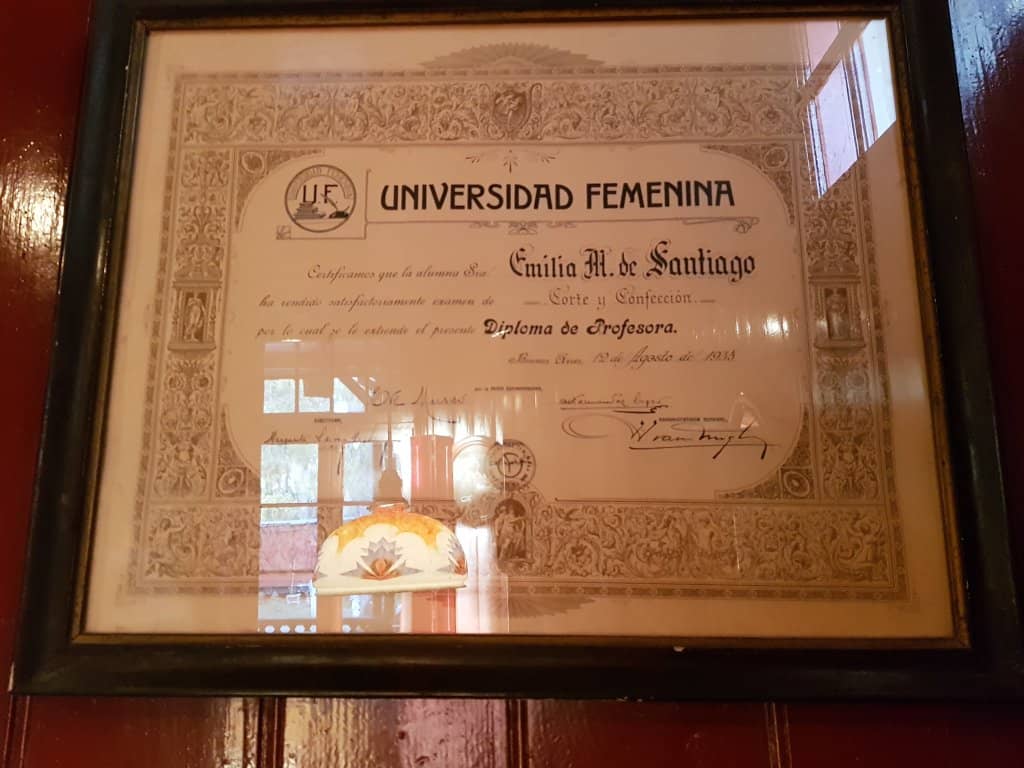 UNIVERSIDAD FEMENINA
U.F
Certificamos que la alumna Sra. Emilia M. de Santiago
ha rendido satisfactoriamente examen de Corte y Confección.
por lo cual se le extiende el presente Diploma de Profesora.
Buenos Aires, 12 de Agosto de 1935